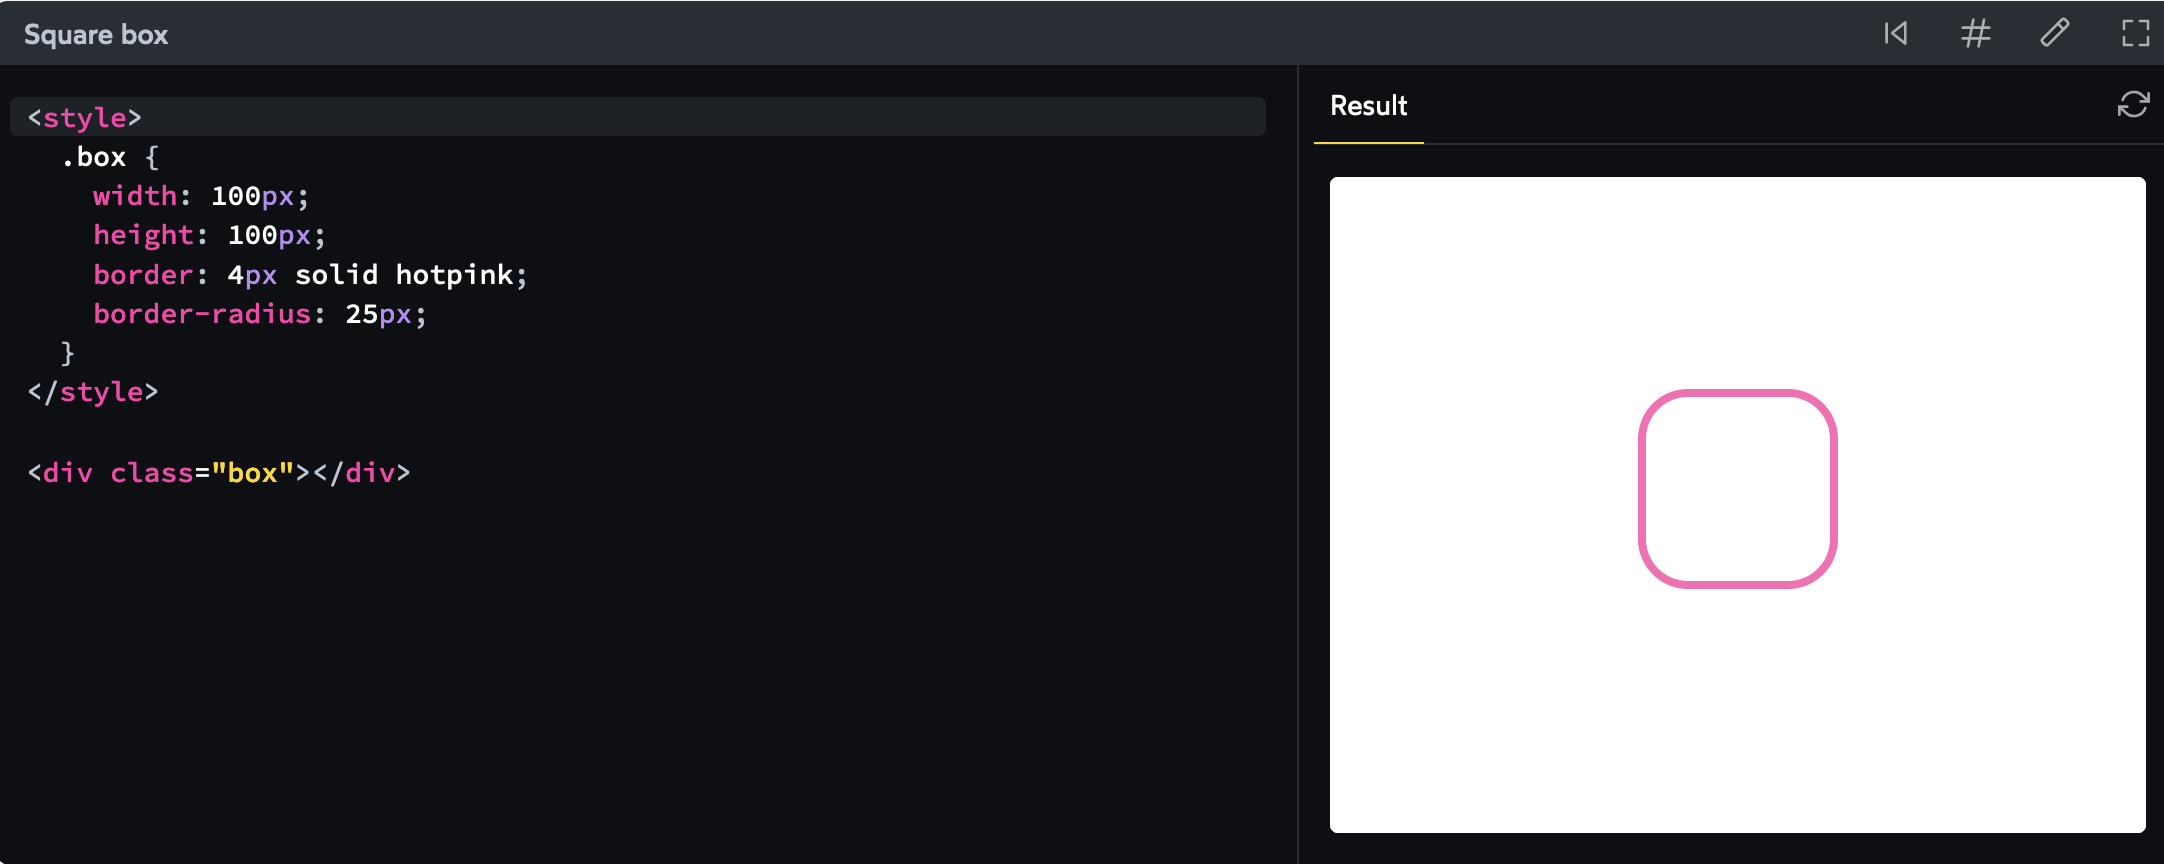 Square box
<style>
  .box {
    width: 100px;
    height: 100px;
    border: 4px solid hotpink;
    border-radius: 25px;
  }
</style>

<div class="box"></div>
Result